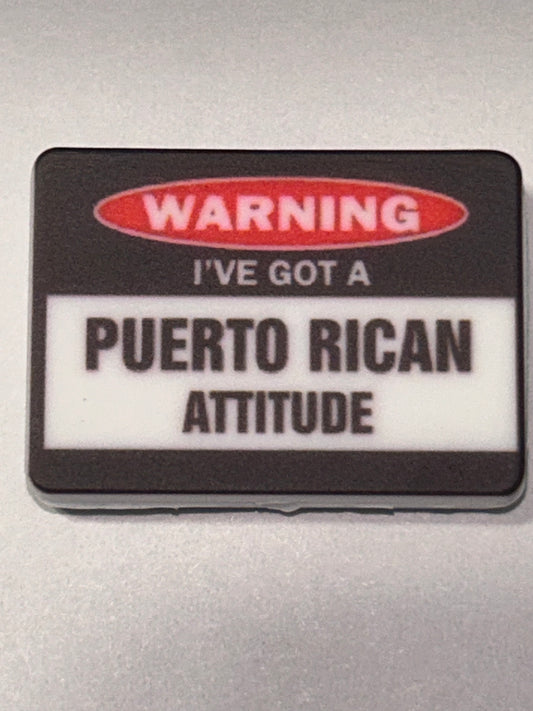 WARNING
I'VE GOT A
PUERTO RICAN
ATTITUDE